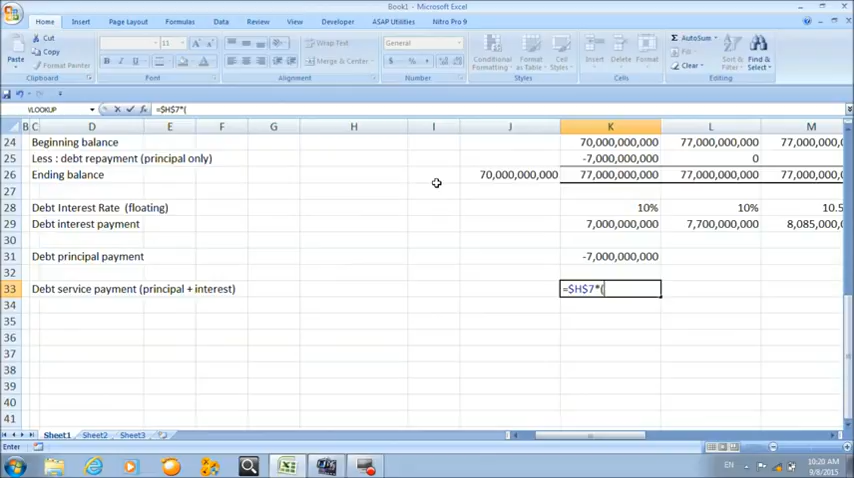 Book1 - Microsoft Excel
Home Insert Page Layout Formulas Data Review View Developer ASAP Utilities Nitro Pro 9
Paste Cut Copy Format Painter
11
Wrap Text Merge & Center
General
Conditional Formatting Format as Table Cell Styles
Insert Delete Format
AutoSum Fill Clear
Sort & Filter Find & Select
Clipboard Font Alignment Number Styles Cells Editing
VLOOKUP =$H$7*(
B C D E F G H I J K L M
24 Beginning balance 70,000,000,000 77,000,000,000 77,000,000,0
25 Less : debt repayment (principal only) -7,000,000,000 0
26 Ending balance 70,000,000,000 77,000,000,000 77,000,000,000 77,000,000,0
27
28 Debt Interest Rate (floating) 10% 10% 10.5
29 Debt interest payment 7,000,000,000 7,700,000,000 8,085,000,0
30
31 Debt principal payment -7,000,000,000
32
33 Debt service payment (principal + interest) =$H$7*(
34
35
36
37
38
39
40
41
Sheet1 Sheet2 Sheet3
Enter 100%
EN 10:20 AM
9/8/2015